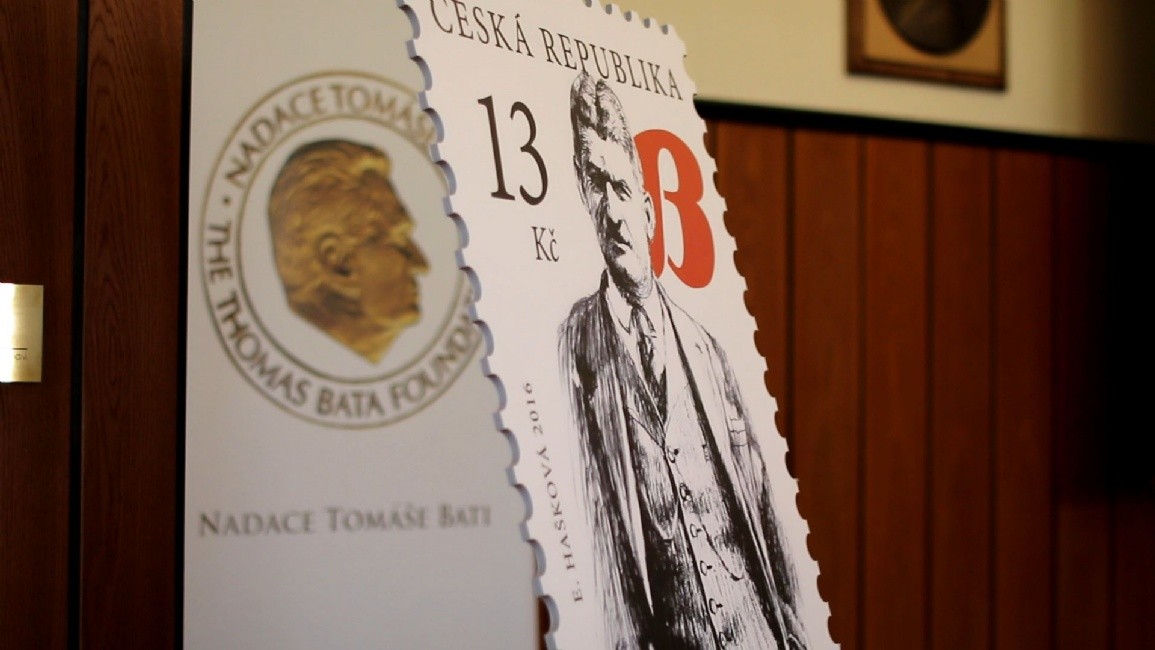 NADACE TOMÁŠE
THE THOMAS BATA FOUNDA
NADACE TOMÁŠE BATI
ČESKÁ REPUBLIKA
13
Kč
B
E. HASKOVÁ 2016